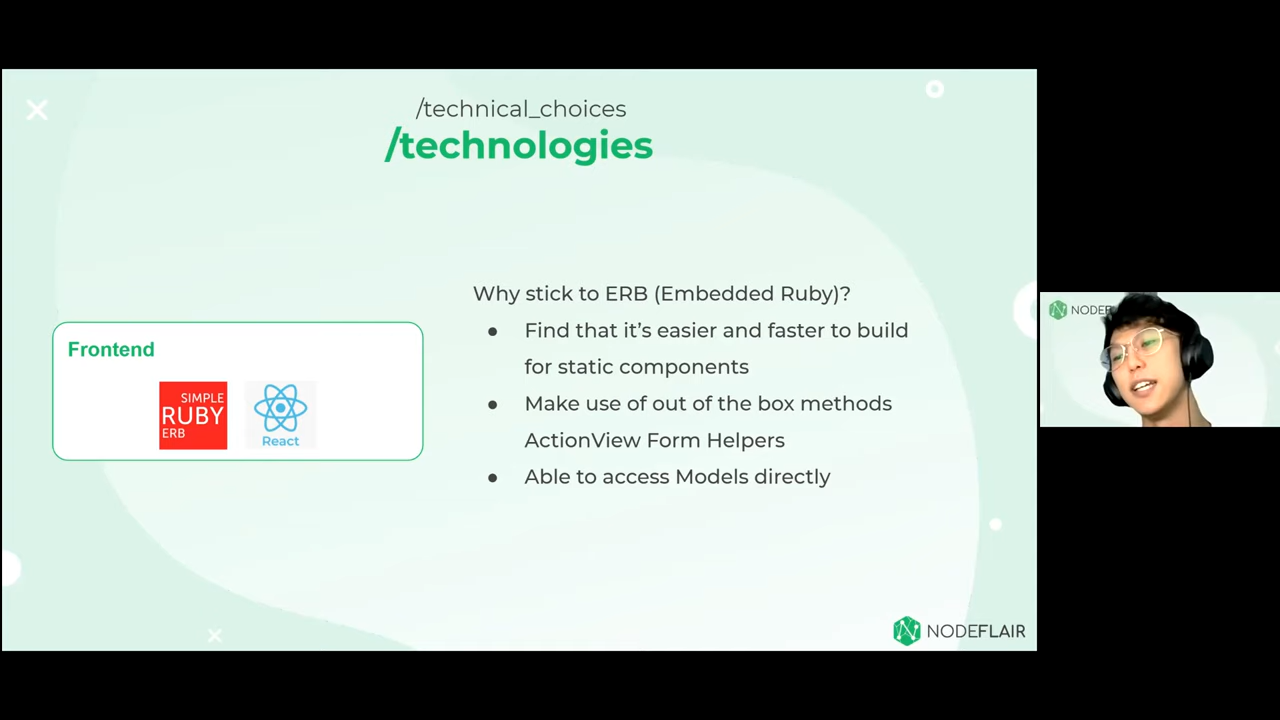 /technical_choices
/technologies
Why stick to ERB (Embedded Ruby)?
● Find that it's easier and faster to build
for static components
● Make use of out of the box methods
ActionView Form Helpers
● Able to access Models directly
Frontend
SIMPLE
RUBY
ERB
React
NODEFLAIR
NODEF